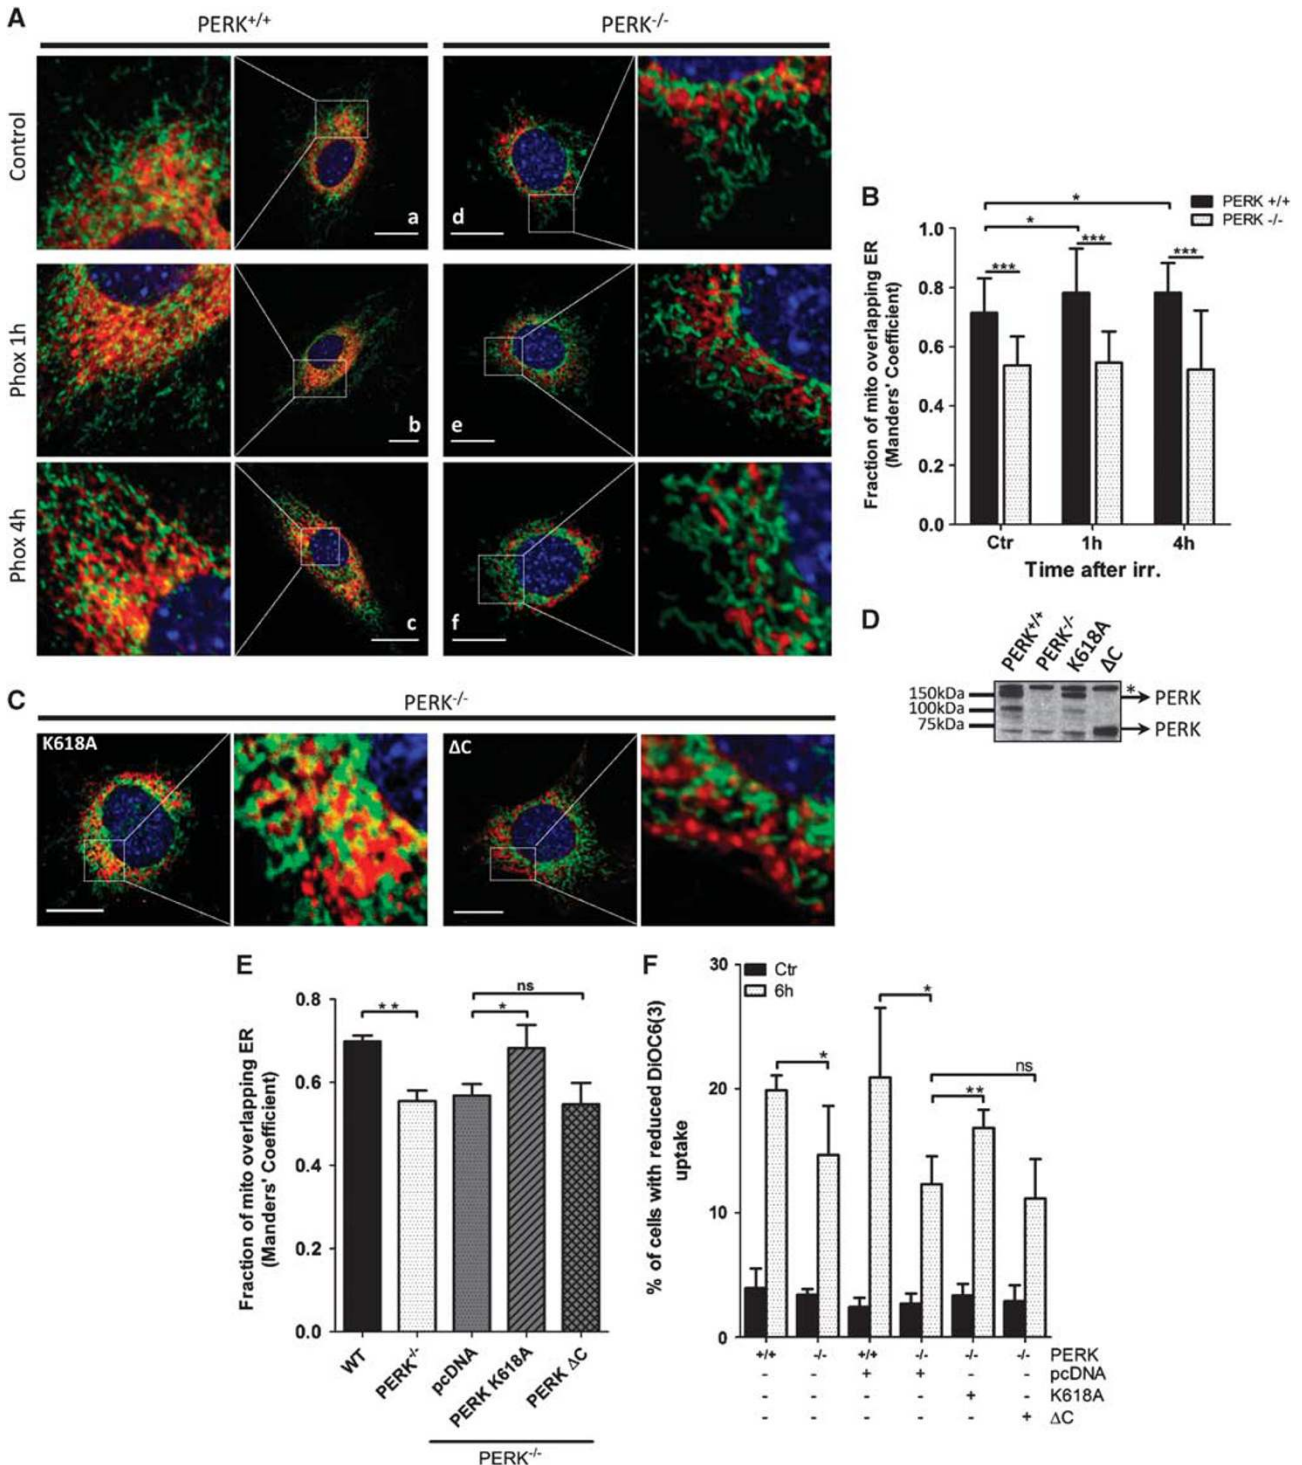 A
PERK+/+
PERK-/-
Control
a
d
Phox 1h
b
e
Phox 4h
c
f
B
PERK +/+
PERK -/-
*
*
***
***
***
1.0
0.8
0.6
0.4
0.2
0.0
Fraction of mito overlapping ER
(Manders' Coefficient)
Ctr
1h
4h
Time after irr.
D
PERK+/+
PERK-/-
K618A
ΔC
150kDa
100kDa
75kDa
*
PERK
PERK
C
PERK-/-
K618A
ΔC
E
ns
**
*
0.8
0.6
0.4
0.2
0.0
Fraction of mito overlapping ER
(Manders' Coefficient)
WT
PERK-/-
pcDNA
PERK K618A
PERK ΔC
PERK-/-
F
Ctr
6h
*
*
ns
**
30
20
10
0
% of cells with reduced DiOC6(3)
uptake
+/+ -/- +/+ -/- -/- -/- PERK
- - + + - - pcDNA
- - - - + - K618A
- - - - - + ΔC